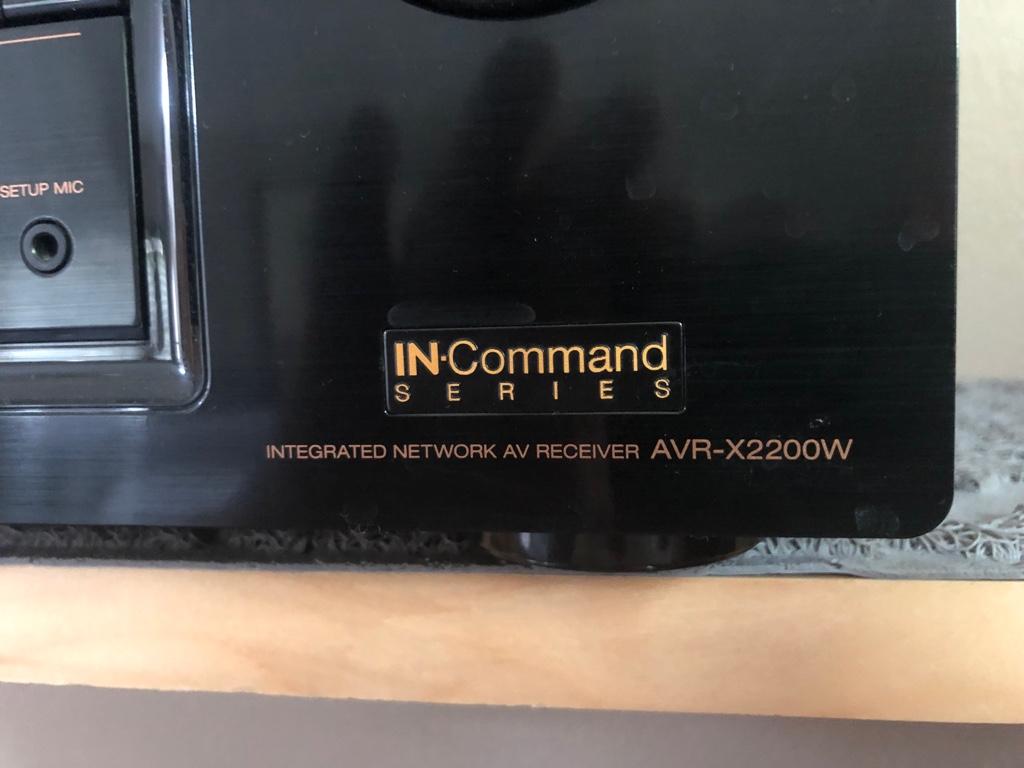 SETUP MIC
IN·Command
SERIES
INTEGRATED NETWORK AV RECEIVER AVR-X2200W